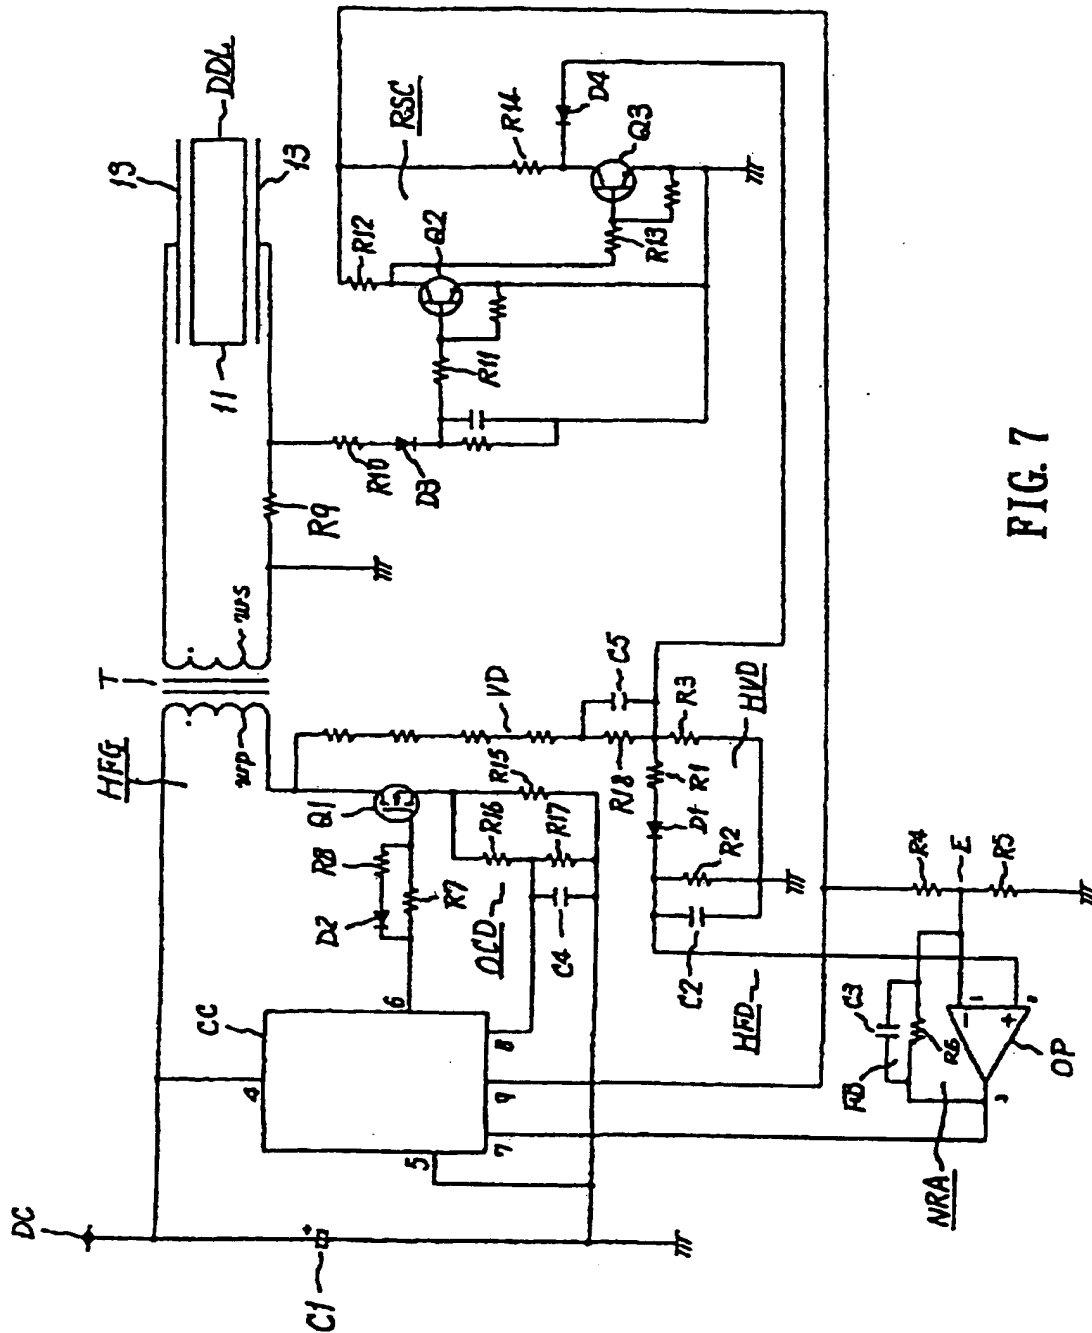 DC
C1
HFG
T
wp
ws
13
DDL
13
11
R9
R10
D3
R11
R12
Q2
RSC
R14
D4
Q3
R13
CC
4
5
6
7
8
9
D2
R8
R7
Q1
OCD
R16
R15
R17
C4
VD
C5
R18
R3
R1
D1
R2
HVD
C2
HFD
R4
E
R5
C3
R6
FD
OP
NRA
FIG. 7